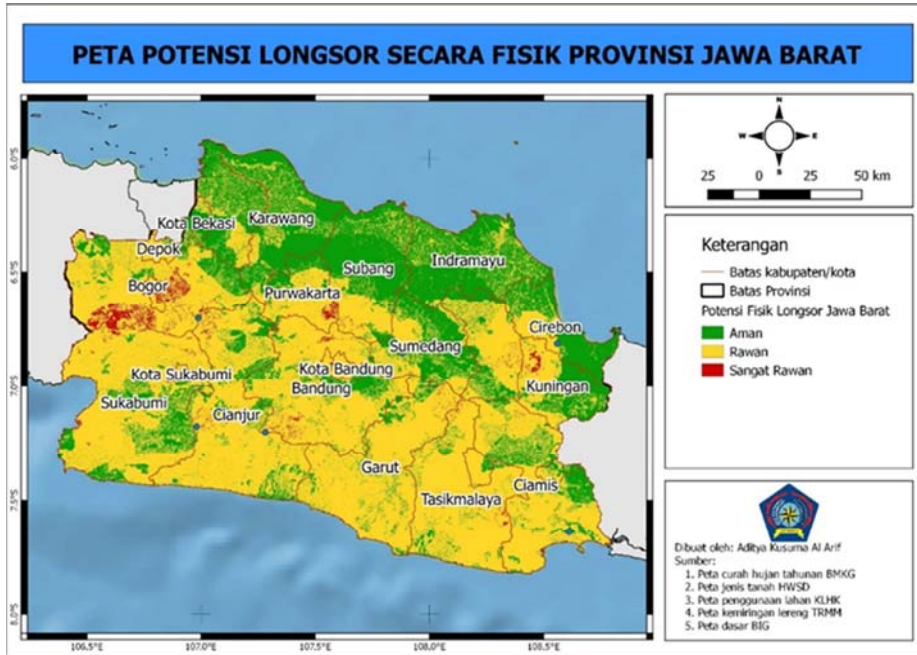 PETA POTENSI LONGSOR SECARA FISIK PROVINSI JAWA BARAT
N
W E
S
25 0 25 50 km
Keterangan
Batas kabupaten/kota
Batas Provinsi
Potensi Fisik Longsor Jawa Barat
Aman
Rawan
Sangat Rawan
Dibuat oleh: Aditya Kusuma Al Arif
Sumber:
1. Peta curah hujan tahunan BMKG
2. Peta jenis tanah HWSD
3. Peta penggunaan lahan KLHK
4. Peta kemiringan lereng TRMM
5. Peta dasar BIG
Kota Bekasi
Karawang
Depok
Bogor
Subang
Indramayu
Purwakarta
Cirebon
Sumedang
Kota Sukabumi
Kota Bandung
Kuningan
Sukabumi
Cianjur
Bandung
Garut
Ciamis
Tasikmalaya
6.0°S
6.5°S
7.0°S
7.5°S
8.0°S
106.5°E
107.0°E
107.5°E
108.0°E
108.5°E